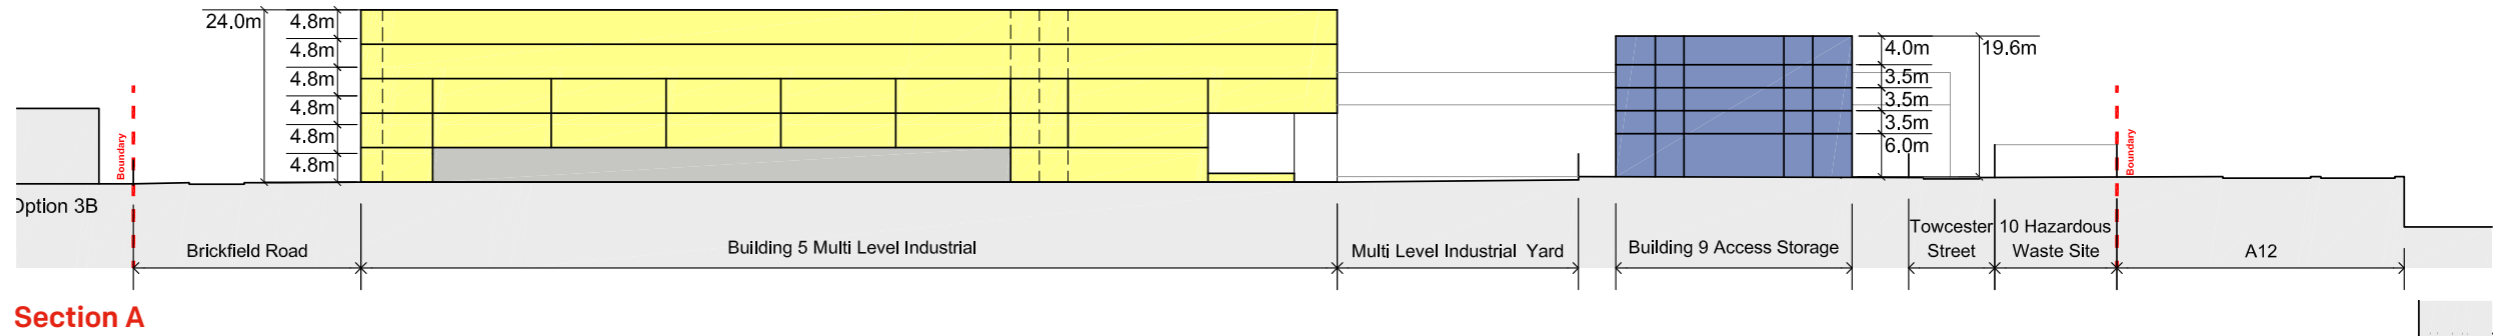 24.0m
4.8m
4.8m
4.8m
4.8m
4.8m
4.8m
4.0m
3.5m
3.5m
3.5m
6.0m
19.6m
Boundary
Boundary
Option 3B
Brickfield Road
Building 5 Multi Level Industrial
Multi Level Industrial Yard
Building 9 Access Storage
Towcester
Street
10 Hazardous
Waste Site
A12
Section A